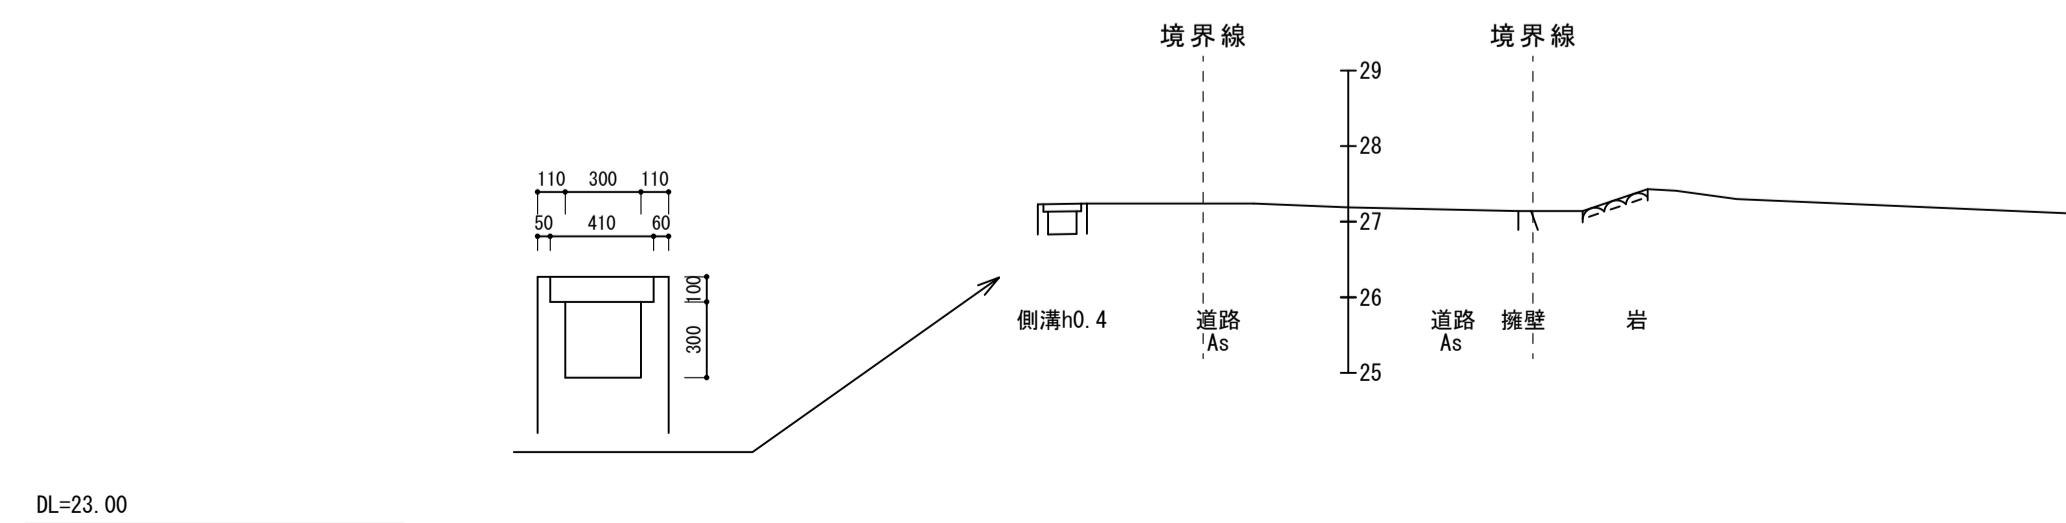 境界線
境界線
29
28
27
26
25
110 300 110
50 410 60
100
300
側溝h0.4
道路
As
道路
As
擁壁
岩
DL=23.00